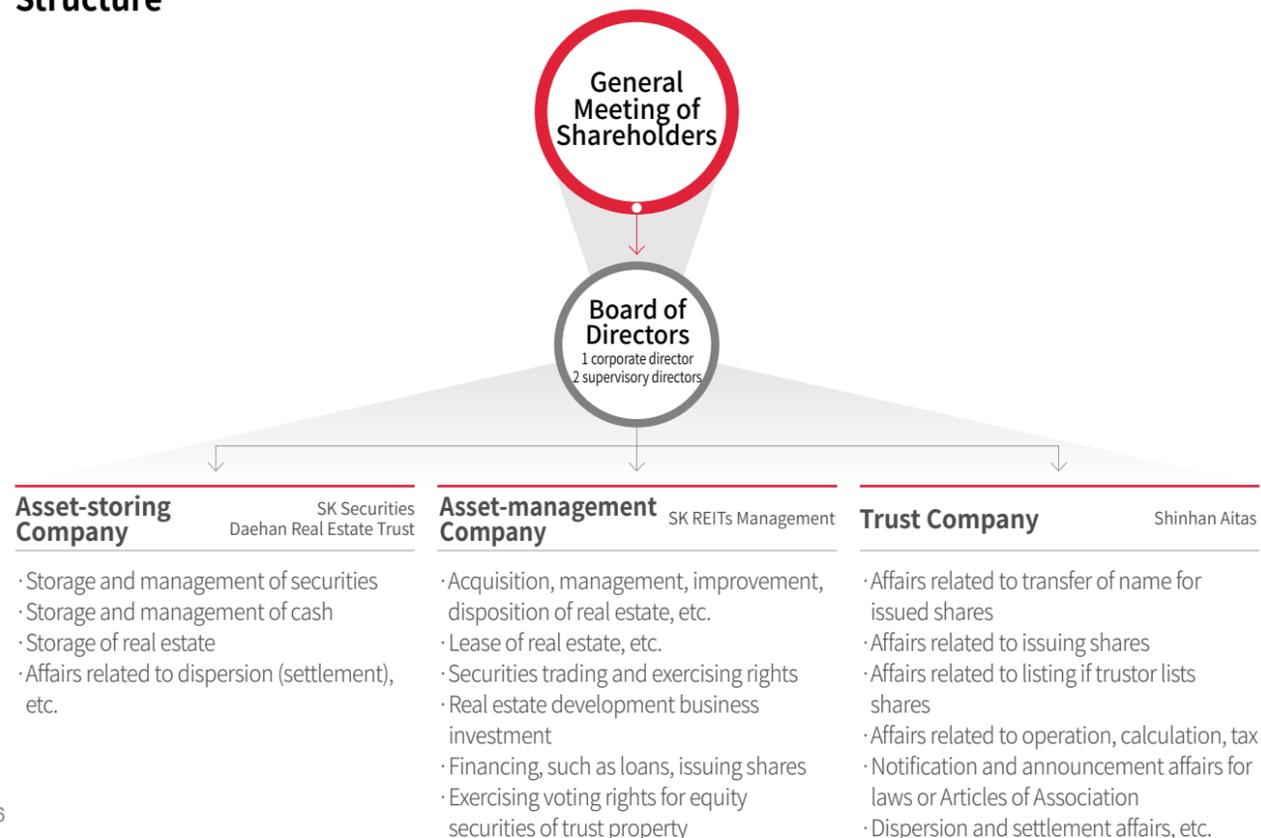 Structure
General
Meeting of
Shareholders
Board of
Directors
1 corporate director
2 supervisory directors
Asset-storing
Company
SK Securities
Daehan Real Estate Trust
·Storage and management of securities
·Storage and management of cash
·Storage of real estate
·Affairs related to dispersion (settlement),
etc.
Asset-management
Company
SK REITs Management
·Acquisition, management, improvement,
disposition of real estate, etc.
·Lease of real estate, etc.
·Securities trading and exercising rights
·Real estate development business
investment
·Financing, such as loans, issuing shares
·Exercising voting rights for equity
securities of trust property
Trust Company
Shinhan Aitas
·Affairs related to transfer of name for
issued shares
·Affairs related to issuing shares
·Affairs related to listing if trustor lists
shares
·Affairs related to operation, calculation, tax
·Notification and announcement affairs for
laws or Articles of Association
·Dispersion and settlement affairs, etc.
6